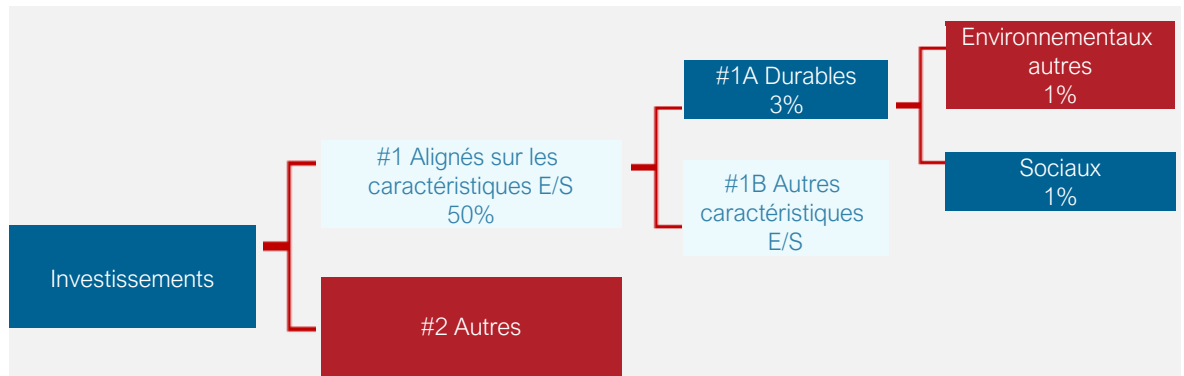 Investissements
#1 Alignés sur les
caractéristiques E/S
50%
#2 Autres
#1A Durables
3%
#1B Autres
caractéristiques
E/S
Environnementaux
autres
1%
Sociaux
1%